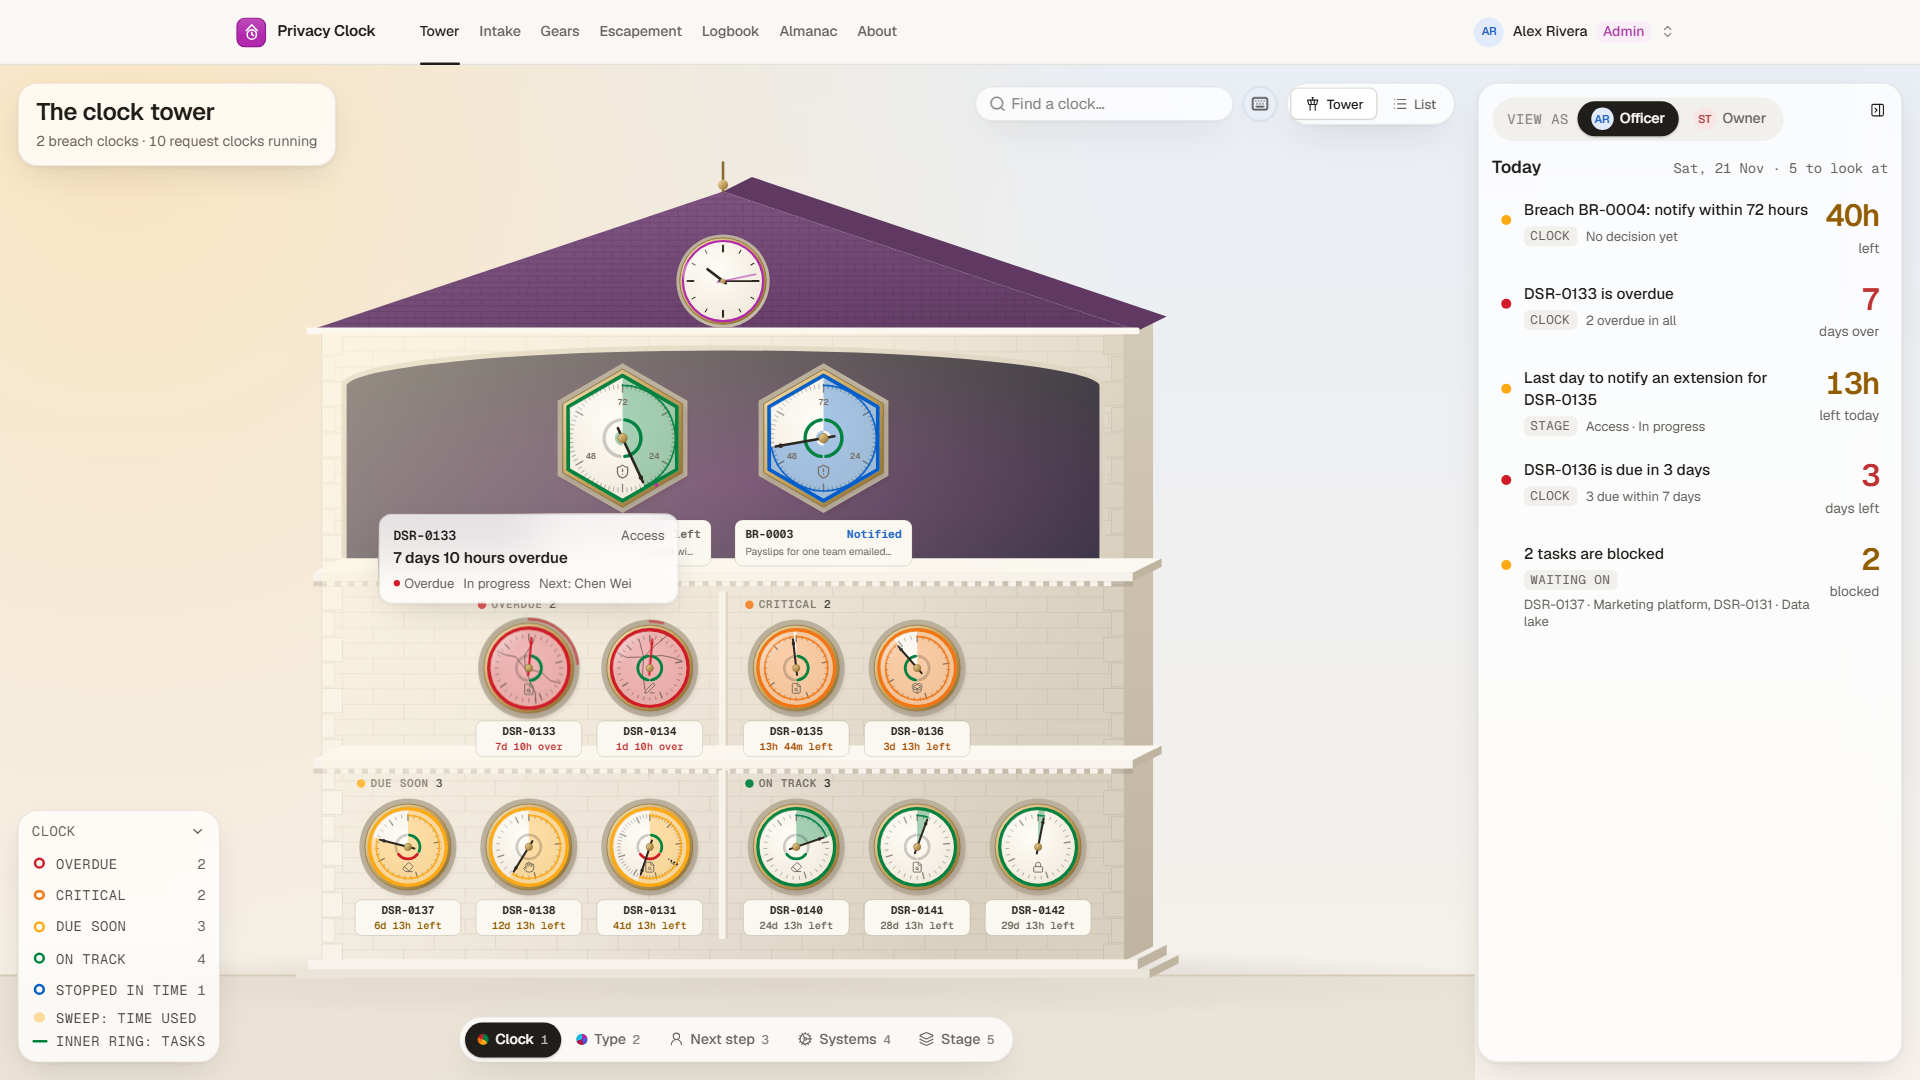 Privacy Clock
Tower
Intake
Gears
Escapement
Logbook
Almanac
About
AR
Alex Rivera
Admin
The clock tower
2 breach clocks · 10 request clocks running
Find a clock...
Tower
List
72
48
24
72
48
24
left
wi...
BR-0003
Notified
Payslips for one team emailed...
DSR-0133
Access
7 days 10 hours overdue
Overdue
In progress
Next: Chen Wei
OVERDUE 2
CRITICAL 2
DSR-0133
7d 10h over
DSR-0134
1d 10h over
DSR-0135
13h 44m left
DSR-0136
3d 13h left
DUE SOON 3
ON TRACK 3
DSR-0137
6d 13h left
DSR-0138
12d 13h left
DSR-0131
41d 13h left
DSR-0140
24d 13h left
DSR-0141
28d 13h left
DSR-0142
29d 13h left
CLOCK
OVERDUE 2
CRITICAL 2
DUE SOON 3
ON TRACK 4
STOPPED IN TIME 1
SWEEP: TIME USED
INNER RING: TASKS
Clock 1
Type 2
Next step 3
Systems 4
Stage 5
VIEW AS
AR Officer
ST Owner
Today
Sat, 21 Nov · 5 to look at
Breach BR-0004: notify within 72 hours
CLOCK
No decision yet
40h
left
DSR-0133 is overdue
CLOCK
2 overdue in all
7
days over
Last day to notify an extension for
DSR-0135
STAGE
Access · In progress
13h
left today
DSR-0136 is due in 3 days
CLOCK
3 due within 7 days
3
days left
2 tasks are blocked
WAITING ON
DSR-0137 · Marketing platform, DSR-0131 · Data
lake
2
blocked